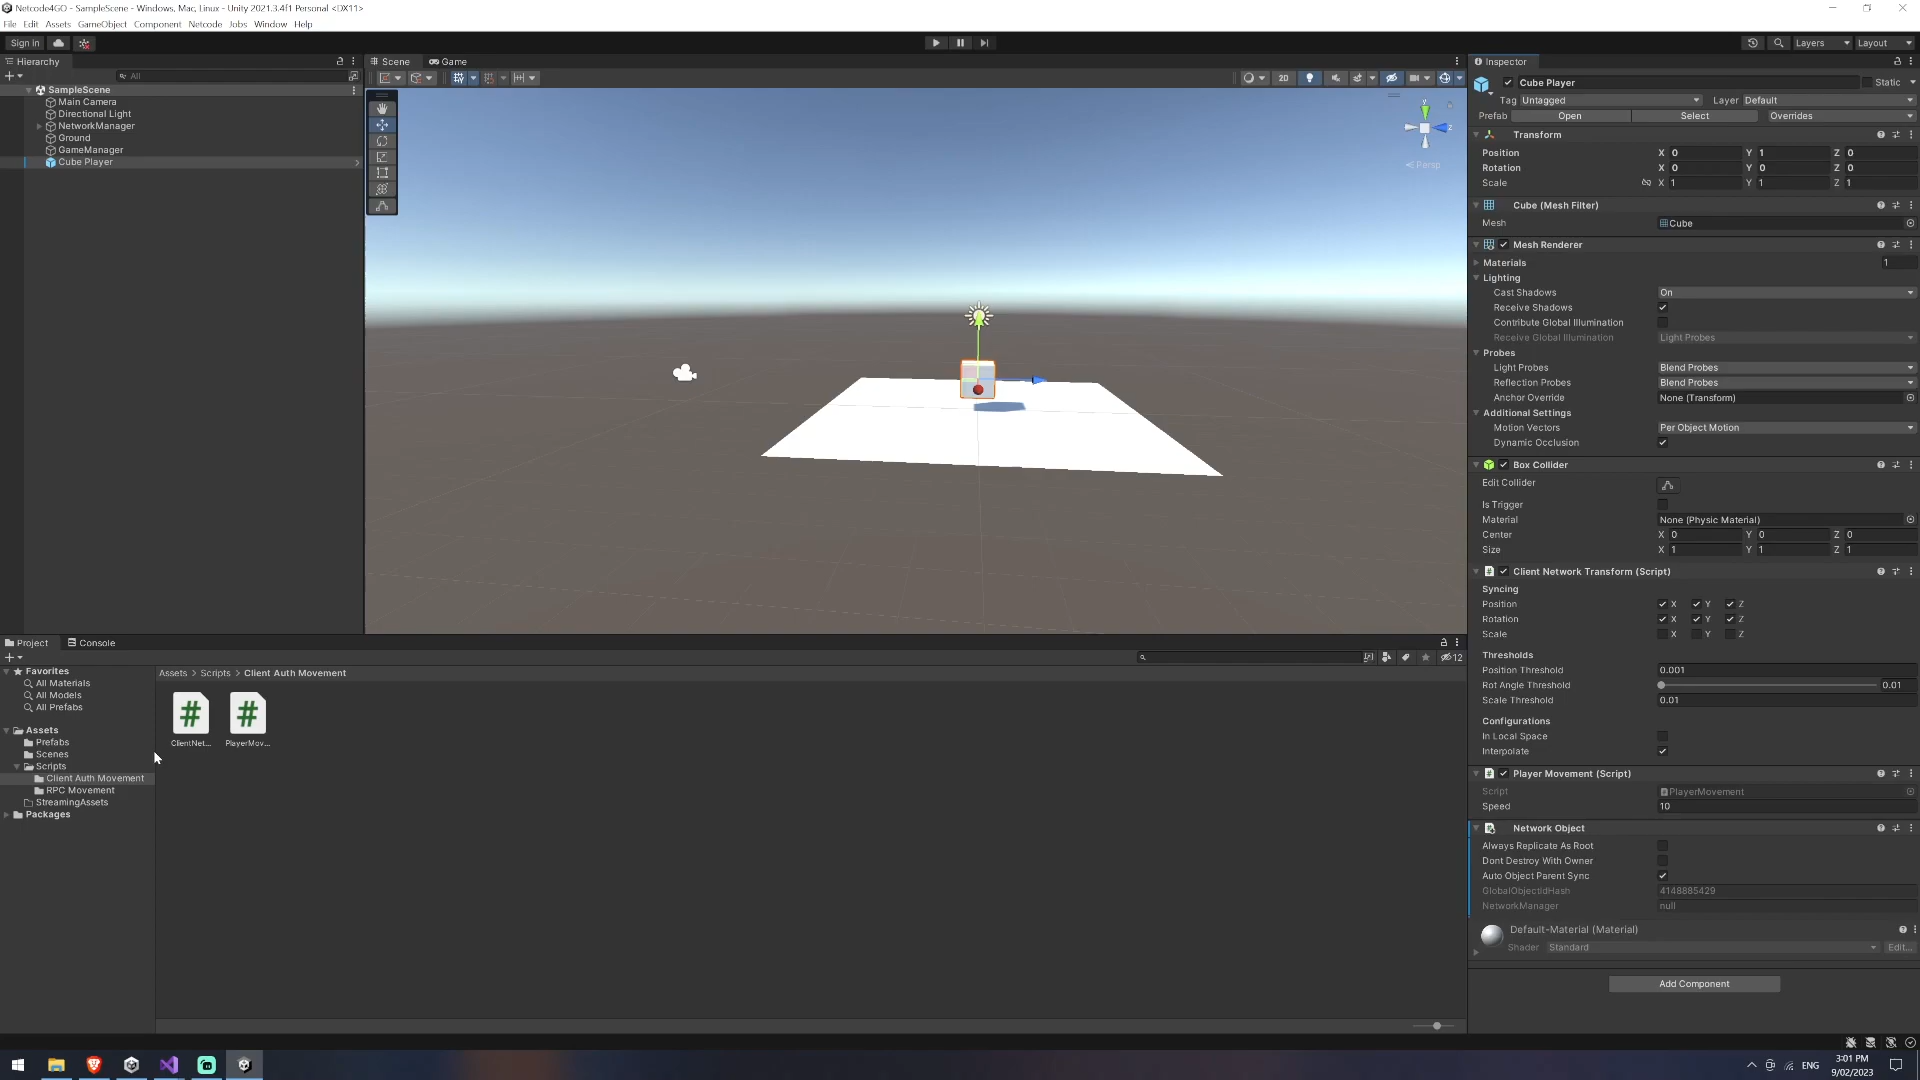 Netcode4GO - SampleScene - Windows, Mac, Linux - Unity 2021.3.4f1 Personal <DX11>
File Edit Assets GameObject Component Netcode Jobs Window Help
Sign in
Layers
Layout
Hierarchy
All
SampleScene
Main Camera
Directional Light
NetworkManager
Ground
GameManager
Cube Player
Scene
Game
2D
y
z
< Persp
Inspector
Cube Player
Static
Tag Untagged Layer Default
Prefab Open Select Overrides
Transform
Position X 0 Y 1 Z 0
Rotation X 0 Y 0 Z 0
Scale X 1 Y 1 Z 1
Cube (Mesh Filter)
Mesh Cube
Mesh Renderer
Materials 1
Lighting
Cast Shadows On
Receive Shadows
Contribute Global Illumination
Receive Global Illumination Light Probes
Probes
Light Probes Blend Probes
Reflection Probes Blend Probes
Anchor Override None (Transform)
Additional Settings
Motion Vectors Per Object Motion
Dynamic Occlusion
Box Collider
Edit Collider
Is Trigger
Material None (Physic Material)
Center X 0 Y 0 Z 0
Size X 1 Y 1 Z 1
Client Network Transform (Script)
Syncing
Position X Y Z
Rotation X Y Z
Scale X Y Z
Thresholds
Position Threshold 0.001
Rot Angle Threshold 0.01
Scale Threshold 0.01
Configurations
In Local Space
Interpolate
Player Movement (Script)
Script PlayerMovement
Speed 10
Network Object
Always Replicate As Root
Dont Destroy With Owner
Auto Object Parent Sync
GlobalObjectIdHash 4148885429
NetworkManager null
Default-Material (Material)
Shader Standard Edit...
Add Component
Project
Console
12
Favorites
All Materials
All Models
All Prefabs
Assets
Prefabs
Scenes
Scripts
Client Auth Movement
RPC Movement
StreamingAssets
Packages
Assets > Scripts > Client Auth Movement
ClientNet...
PlayerMov...
ENG
3:01 PM
9/02/2023